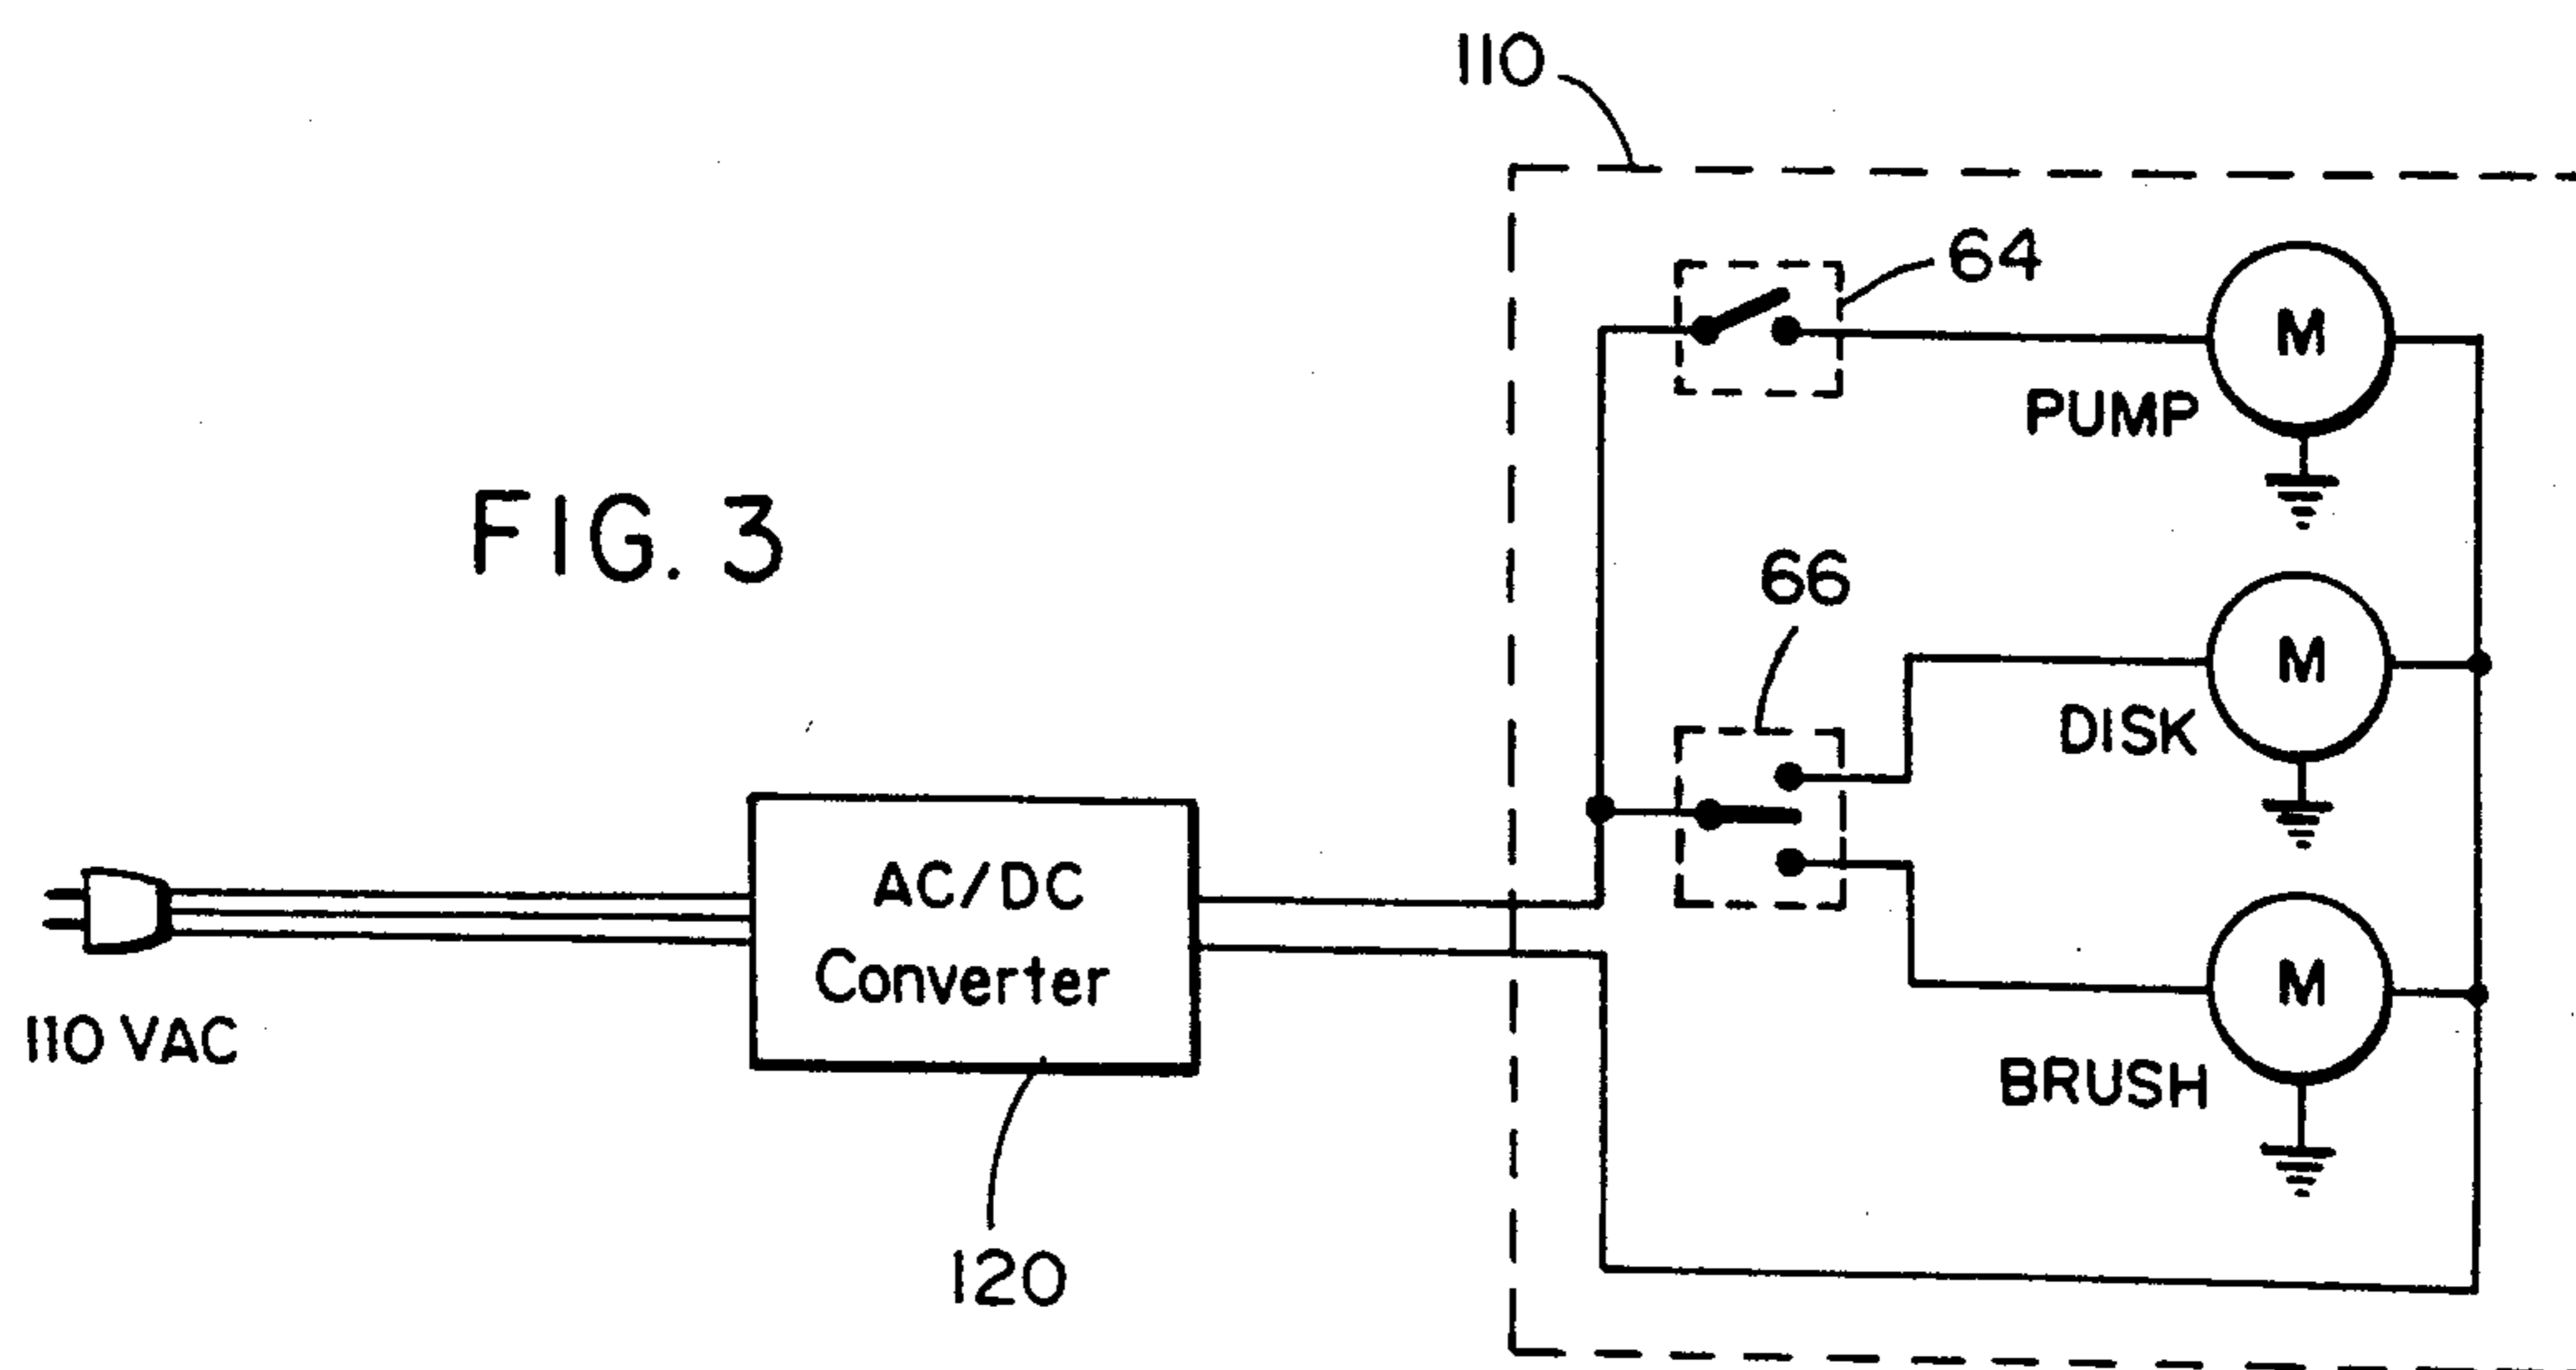 110
64
M
PUMP
FIG. 3
66
M
DISK
AC/DC
Converter
M
110 VAC
BRUSH
120